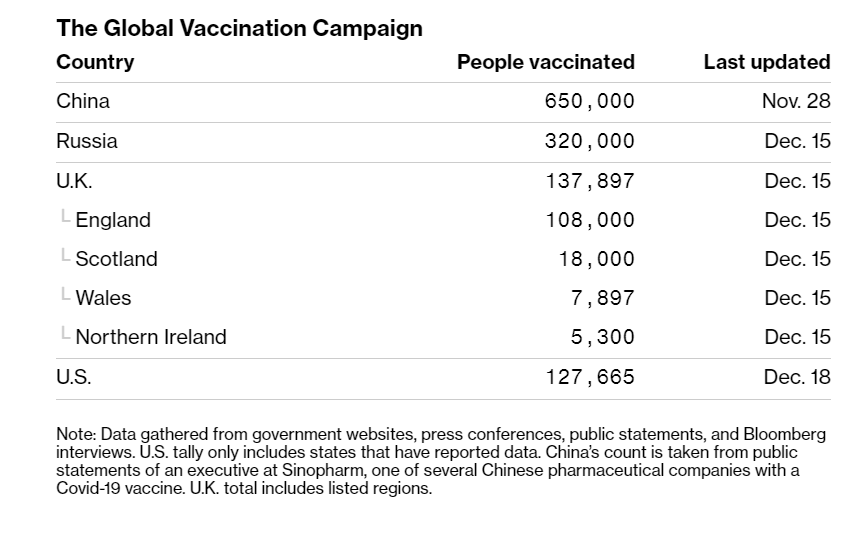 The Global Vaccination Campaign
Country People vaccinated Last updated
China 650,000 Nov. 28
Russia 320,000 Dec. 15
U.K. 137,897 Dec. 15
England 108,000 Dec. 15
Scotland 18,000 Dec. 15
Wales 7,897 Dec. 15
Northern Ireland 5,300 Dec. 15
U.S. 127,665 Dec. 18
Note: Data gathered from government websites, press conferences, public statements, and Bloomberg
interviews. U.S. tally only includes states that have reported data. China’s count is taken from public
statements of an executive at Sinopharm, one of several Chinese pharmaceutical companies with a
Covid-19 vaccine. U.K. total includes listed regions.